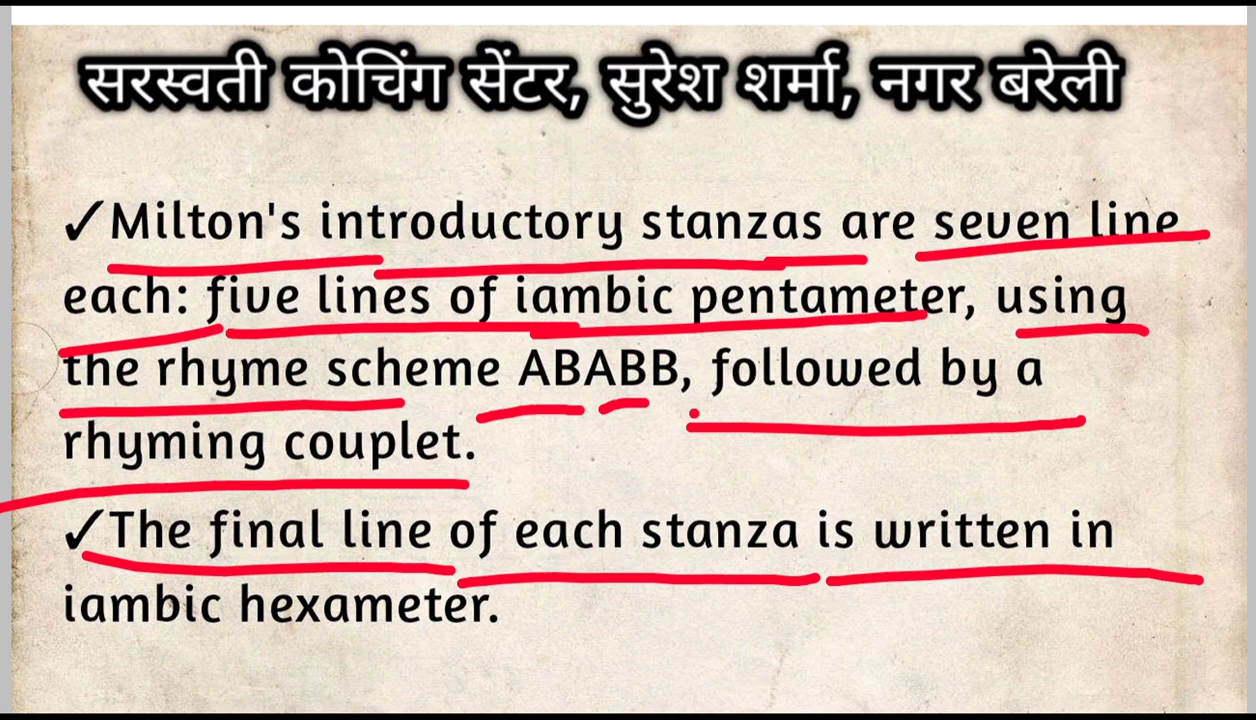 सरस्वती कोचिंग सेंटर, सुरेश शर्मा, नगर बरेली
✓Milton's introductory stanzas are seven line
each: five lines of iambic pentameter, using
the rhyme scheme ABABB, followed by a
rhyming couplet.
✓The final line of each stanza is written in
iambic hexameter.